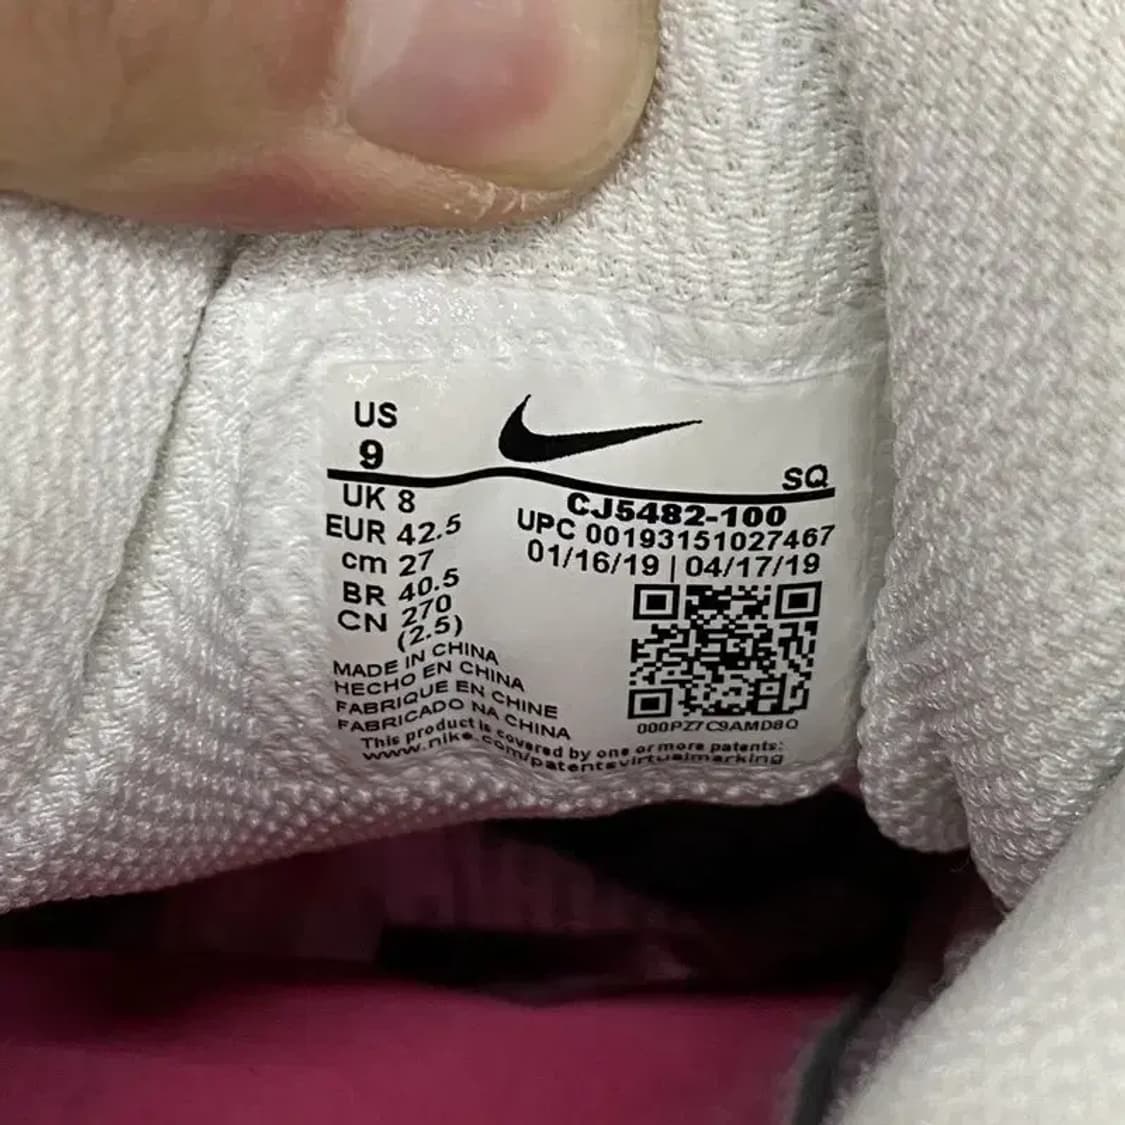 US
9
SQ
UK 8
EUR 42.5
cm 27
BR 40.5
CN 270
(2.5)
CJ5482-100
UPC 00193151027467
01/16/19 | 04/17/19
000PZ7C9AMD8Q
MADE IN CHINA
HECHO EN CHINA
FABRIQUE EN CHINE
FABRICADO NA CHINA
This product is covered by one or more patents:
www.nike.com/patentsvirtualmarking